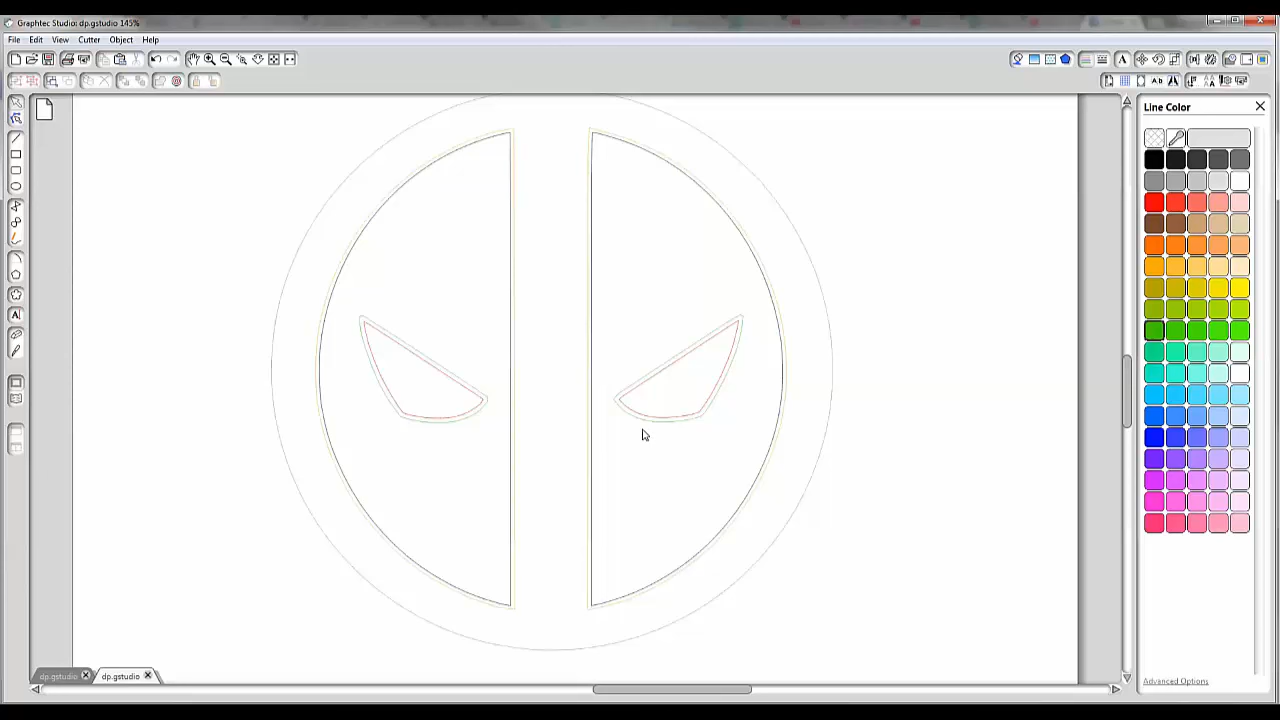 Graphtec Studio: dp.gstudio 145%
File Edit View Cutter Object Help
Line Color
dp.gstudio dp.gstudio
Advanced Options